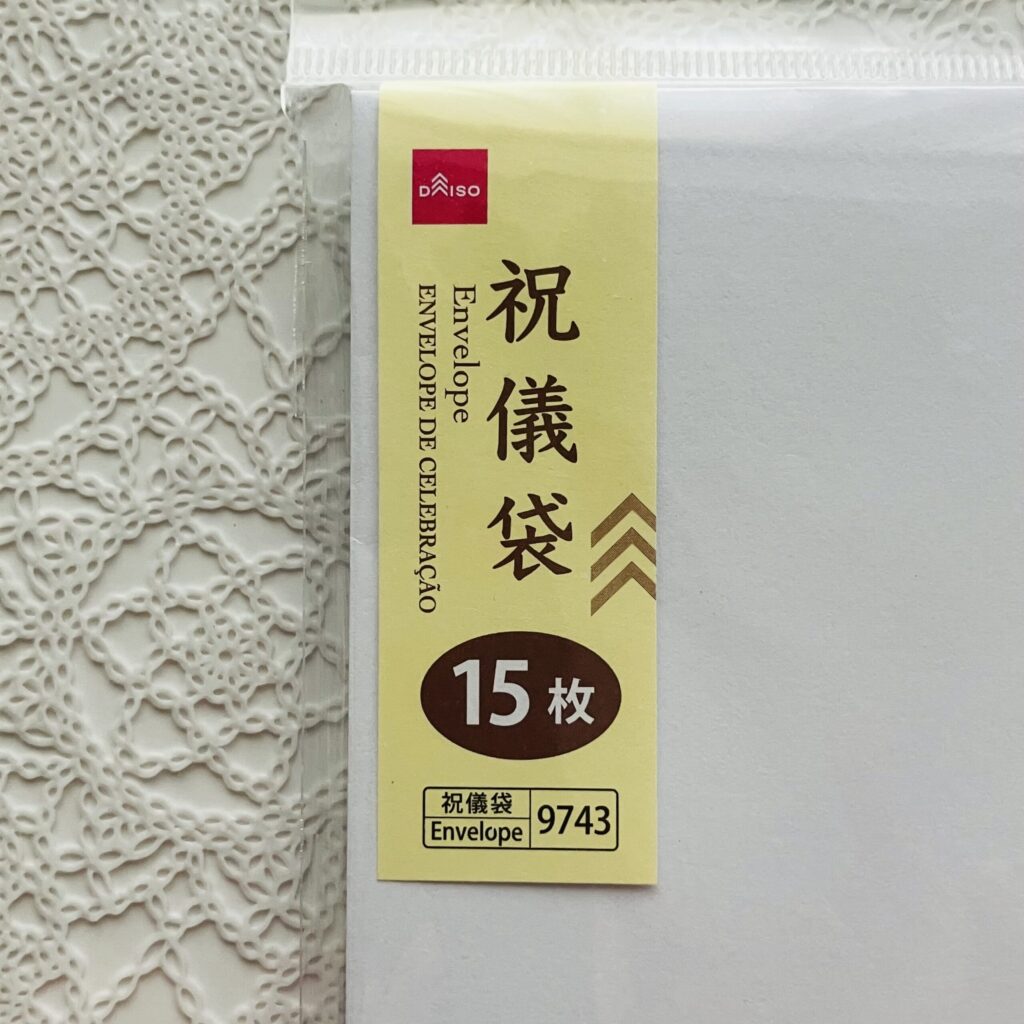 DAISO
祝儀袋
Envelope
ENVELOPE DE CELEBRAÇÃO
15枚
祝儀袋
Envelope
9743